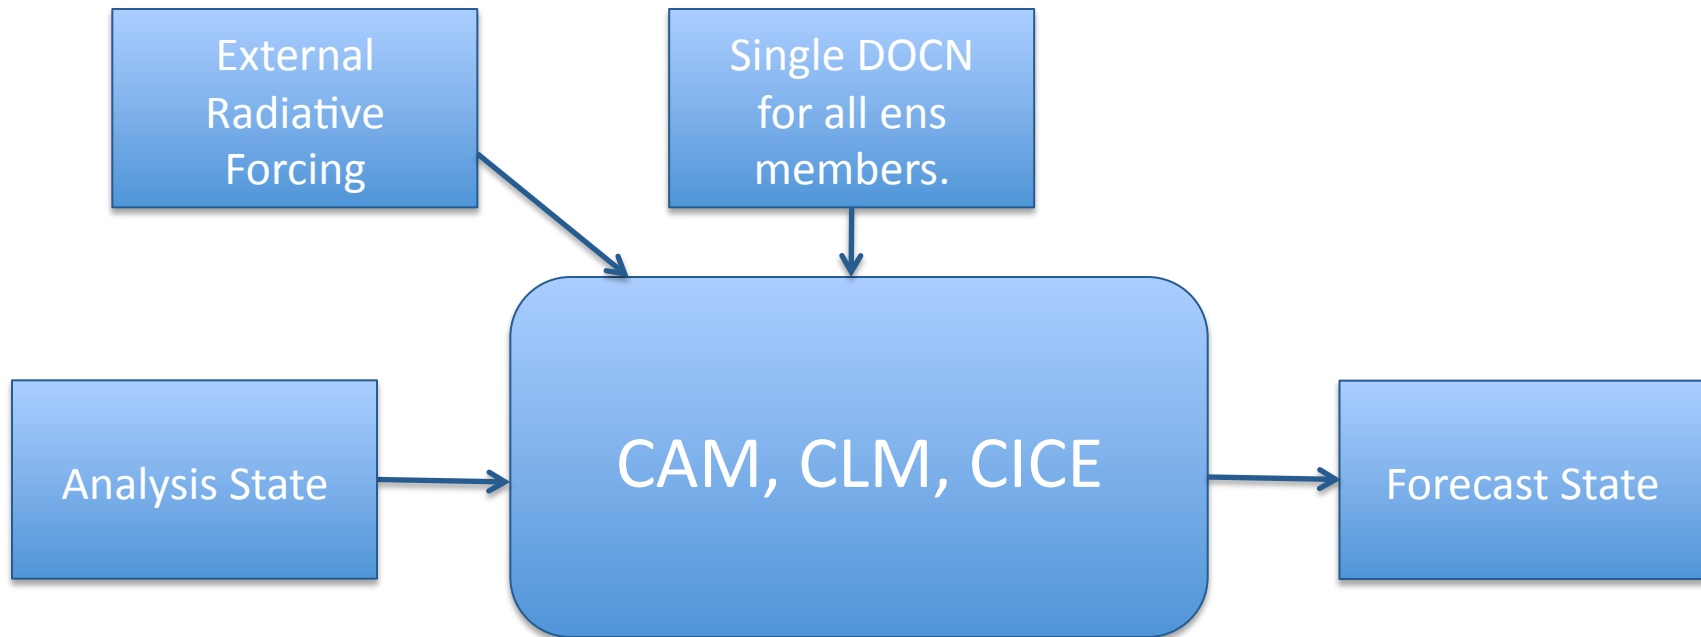 External
Radiative
Forcing
Single DOCN
for all ens
members.
Analysis State
CAM, CLM, CICE
Forecast State